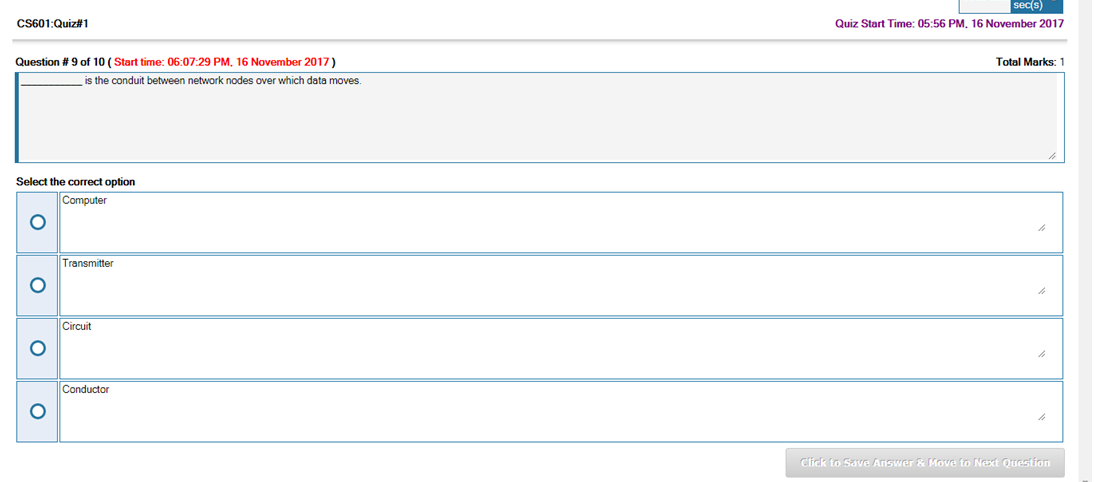 sec(s)
CS601:Quiz#1
Quiz Start Time: 05:56 PM, 16 November 2017
Question # 9 of 10 ( Start time: 06:07:29 PM, 16 November 2017 )
Total Marks: 1
____________ is the conduit between network nodes over which data moves.
Select the correct option
Computer
Transmitter
Circuit
Conductor
Click to Save Answer & Move to Next Question